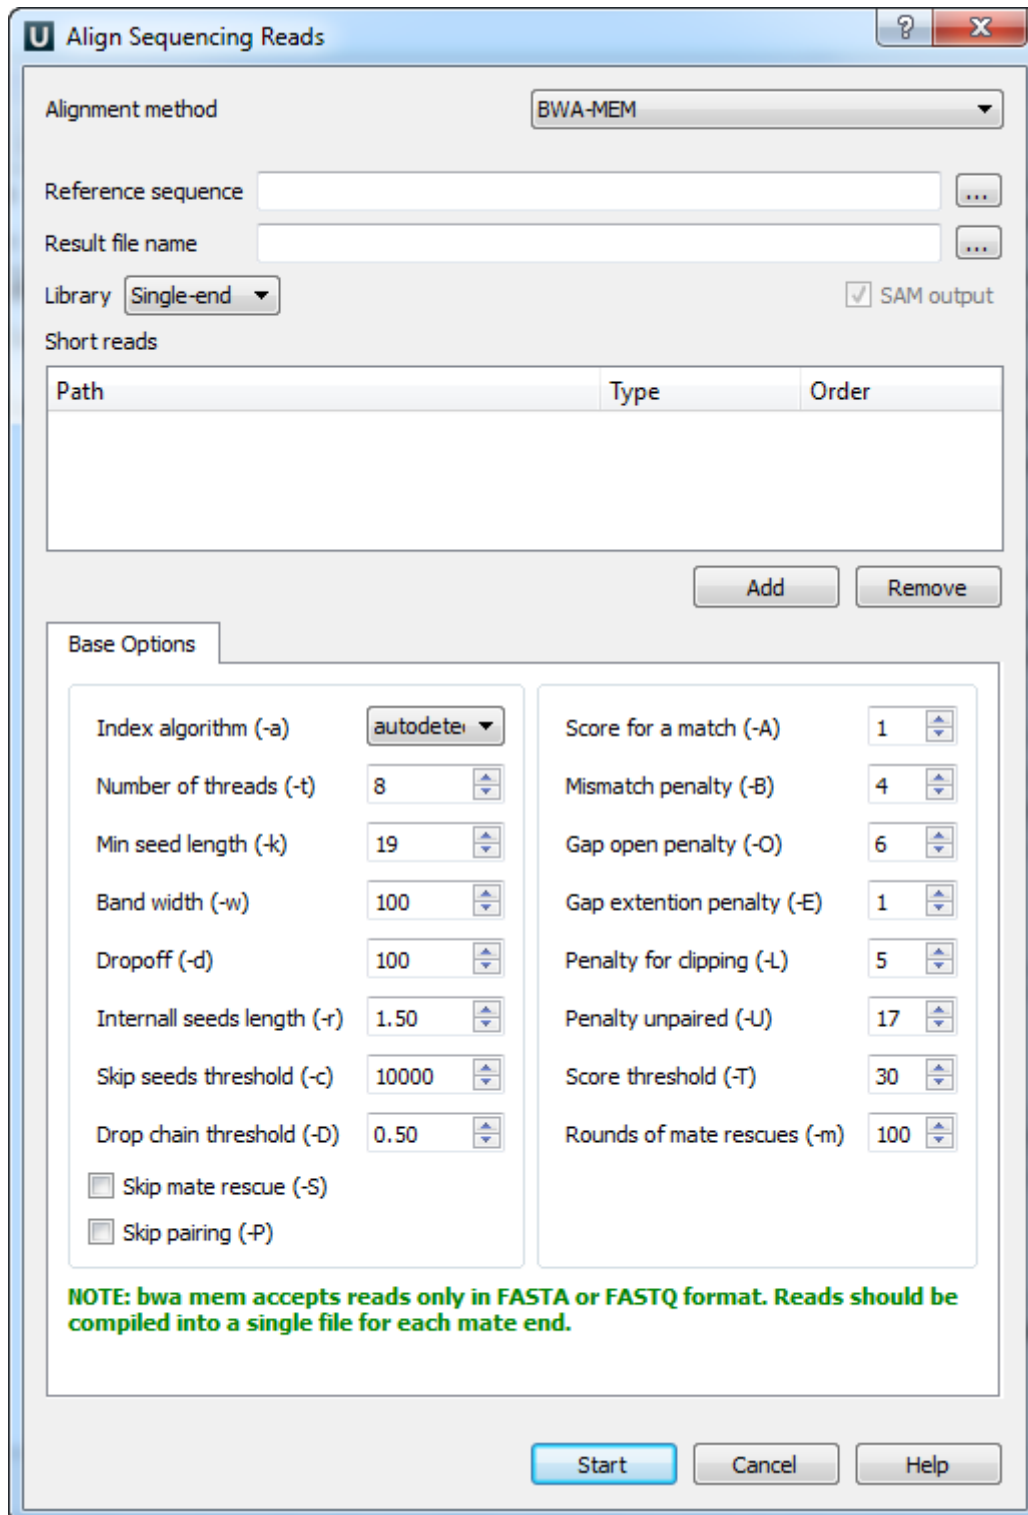 U Align Sequencing Reads ? X
Alignment method BWA-MEM
Reference sequence ...
Result file name ...
Library Single-end SAM output
Short reads
Path Type Order
Add Remove
Base Options
Index algorithm (-a) autodete
Number of threads (-t) 8
Min seed length (-k) 19
Band width (-w) 100
Dropoff (-d) 100
Internall seeds length (-r) 1.50
Skip seeds threshold (-c) 10000
Drop chain threshold (-D) 0.50
Skip mate rescue (-S)
Skip pairing (-P)
Score for a match (-A) 1
Mismatch penalty (-B) 4
Gap open penalty (-O) 6
Gap extention penalty (-E) 1
Penalty for clipping (-L) 5
Penalty unpaired (-U) 17
Score threshold (-T) 30
Rounds of mate rescues (-m) 100
NOTE: bwa mem accepts reads only in FASTA or FASTQ format. Reads should be
compiled into a single file for each mate end.
Start Cancel Help